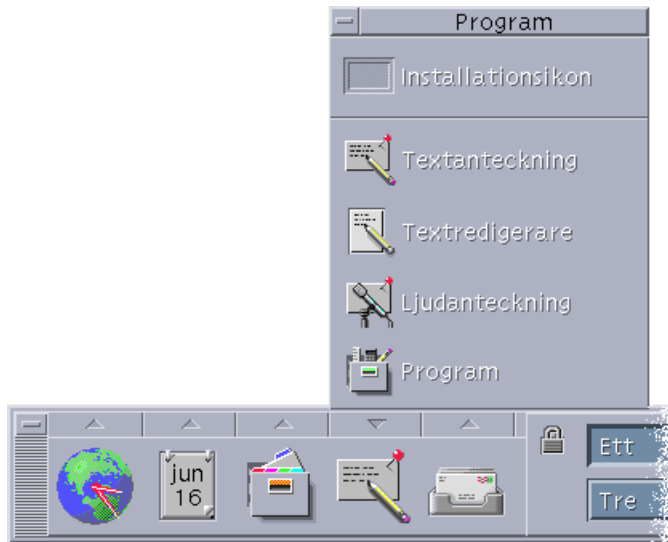 Program
Installationsikon
Textanteckning
Textredigerare
Ljudanteckning
Program
jun
16
Ett
Tre